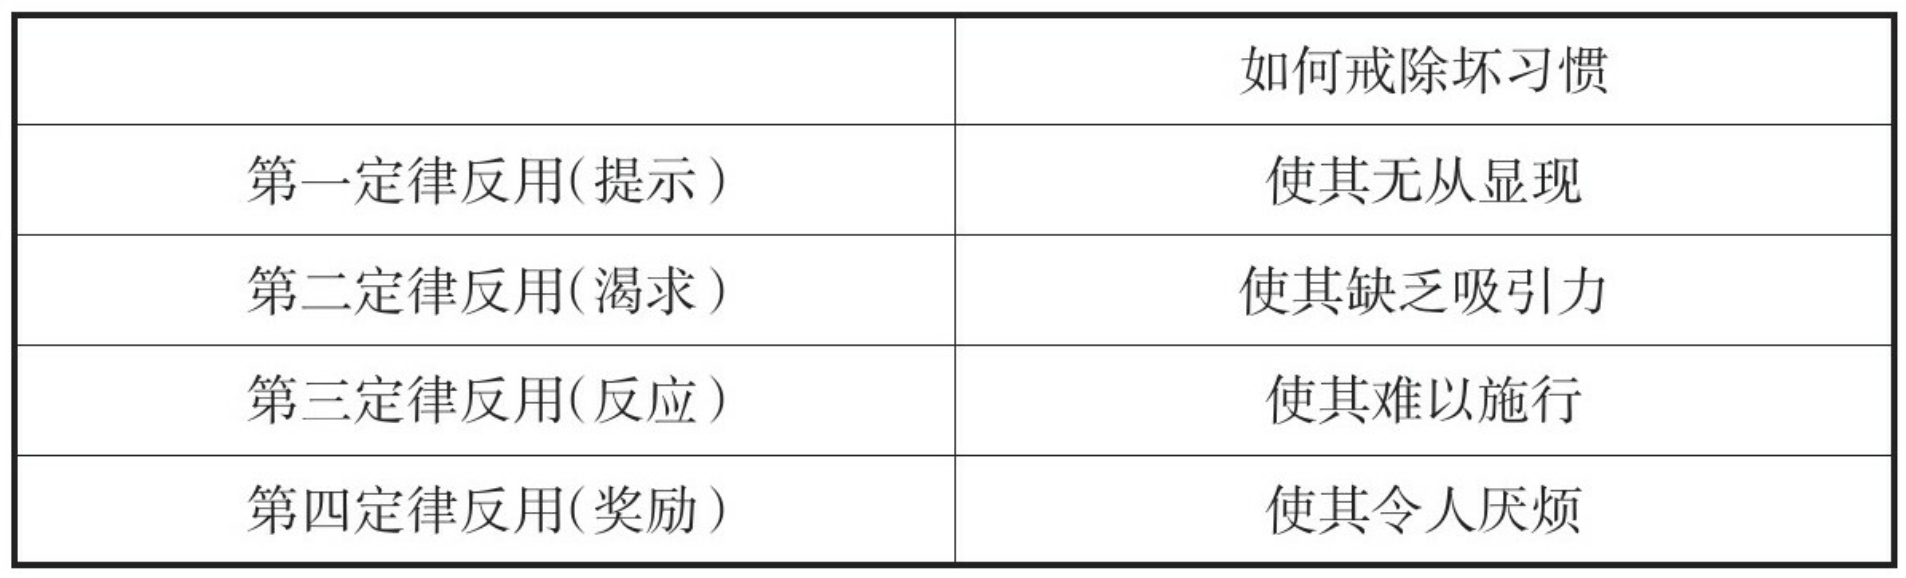 如何戒除坏习惯
第一定律反用(提示) 使其无从显现
第二定律反用(渴求) 使其缺乏吸引力
第三定律反用(反应) 使其难以施行
第四定律反用(奖励) 使其令人厌烦